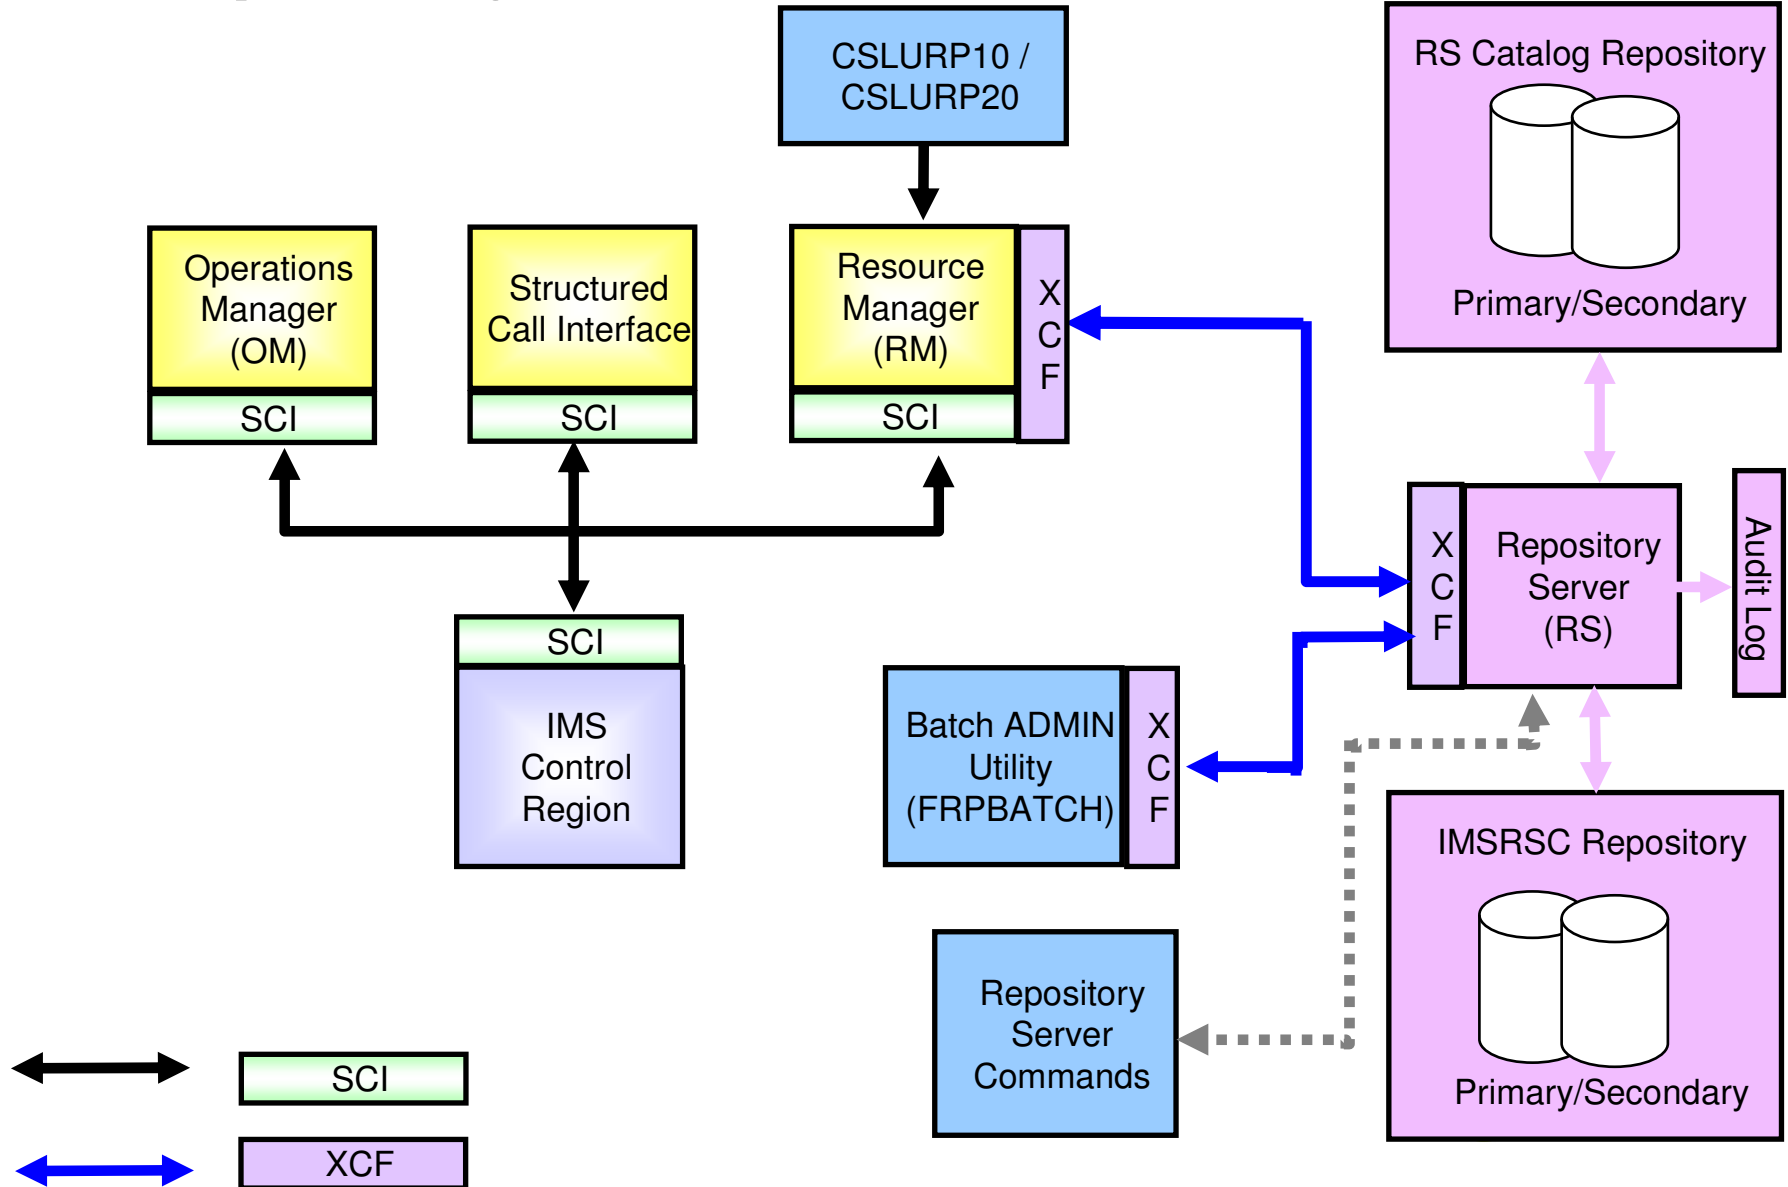 CSLURP10 /
CSLURP20
RS Catalog Repository
Primary/Secondary
Operations
Manager
(OM)
SCI
Structured
Call Interface
SCI
Resource
Manager
(RM)
SCI
X
C
F
X
C
F
Repository
Server
(RS)
Audit Log
SCI
IMS
Control
Region
Batch ADMIN
Utility
(FRPBATCH)
X
C
F
IMSRSC Repository
Primary/Secondary
Repository
Server
Commands
SCI
XCF